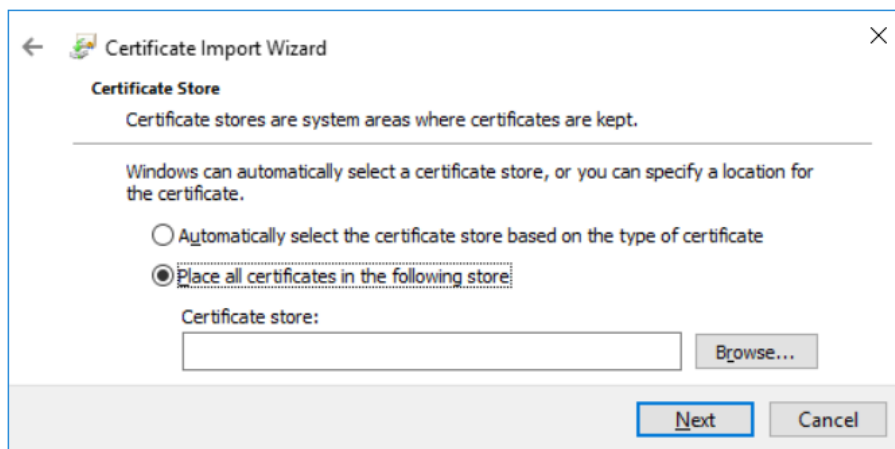 Certificate Import Wizard
Certificate Store
Certificate stores are system areas where certificates are kept.
Windows can automatically select a certificate store, or you can specify a location for
the certificate.
Automatically select the certificate store based on the type of certificate
Place all certificates in the following store
Certificate store:
Browse...
Next
Cancel